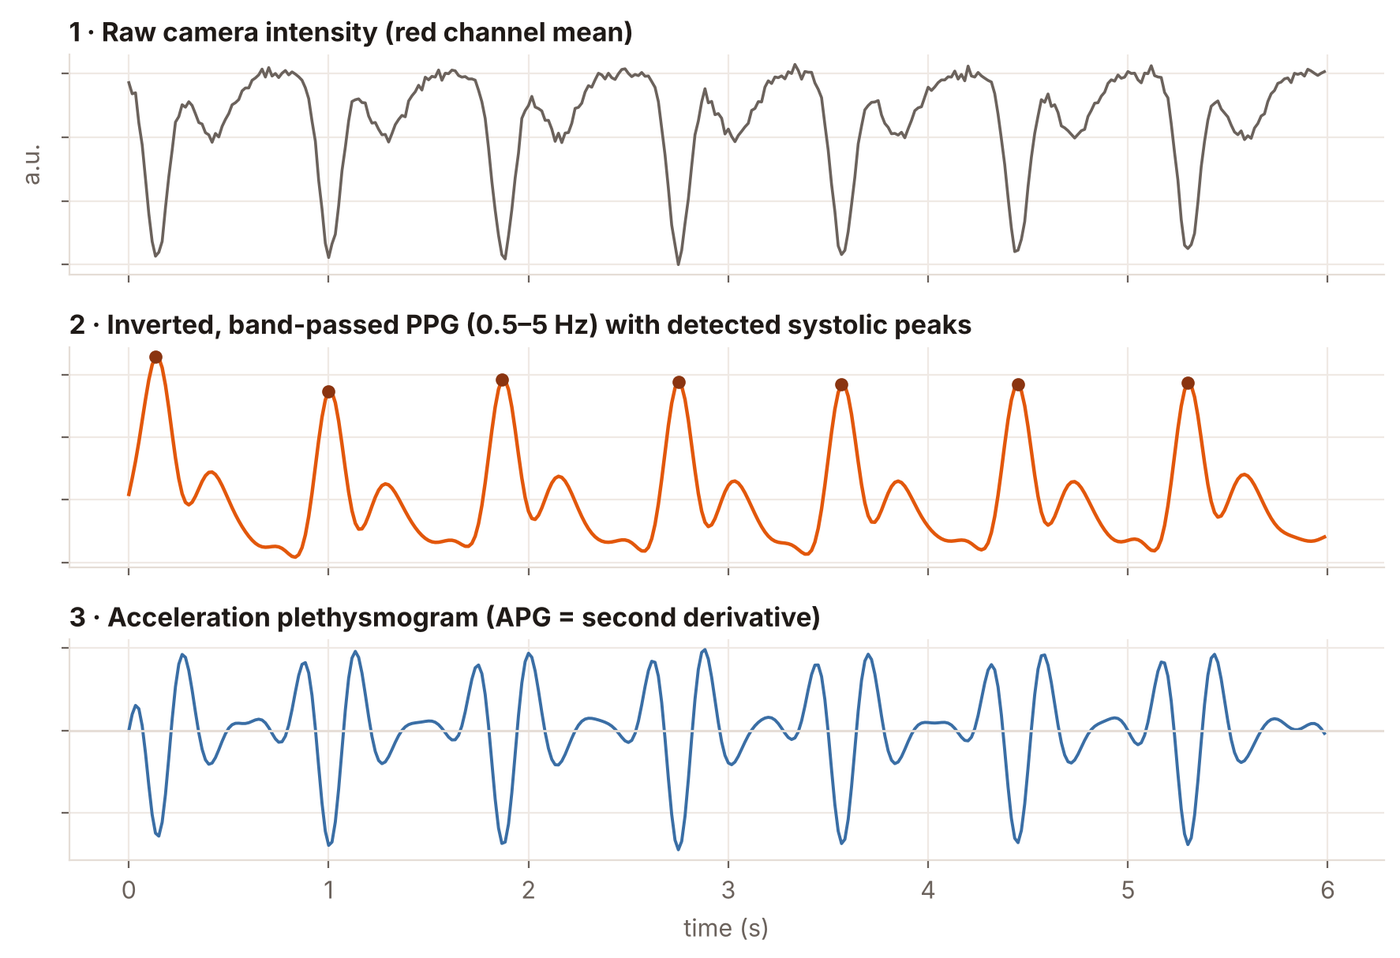 1 · Raw camera intensity (red channel mean)
a.u.
2 · Inverted, band-passed PPG (0.5–5 Hz) with detected systolic peaks
3 · Acceleration plethysmogram (APG = second derivative)
0 1 2 3 4 5 6
time (s)